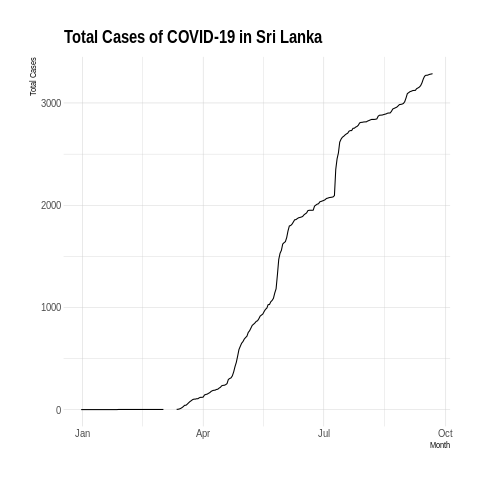 Total Cases of COVID-19 in Sri Lanka
Total Cases
3000
2000
1000
0
Jan Apr Jul Oct
Month